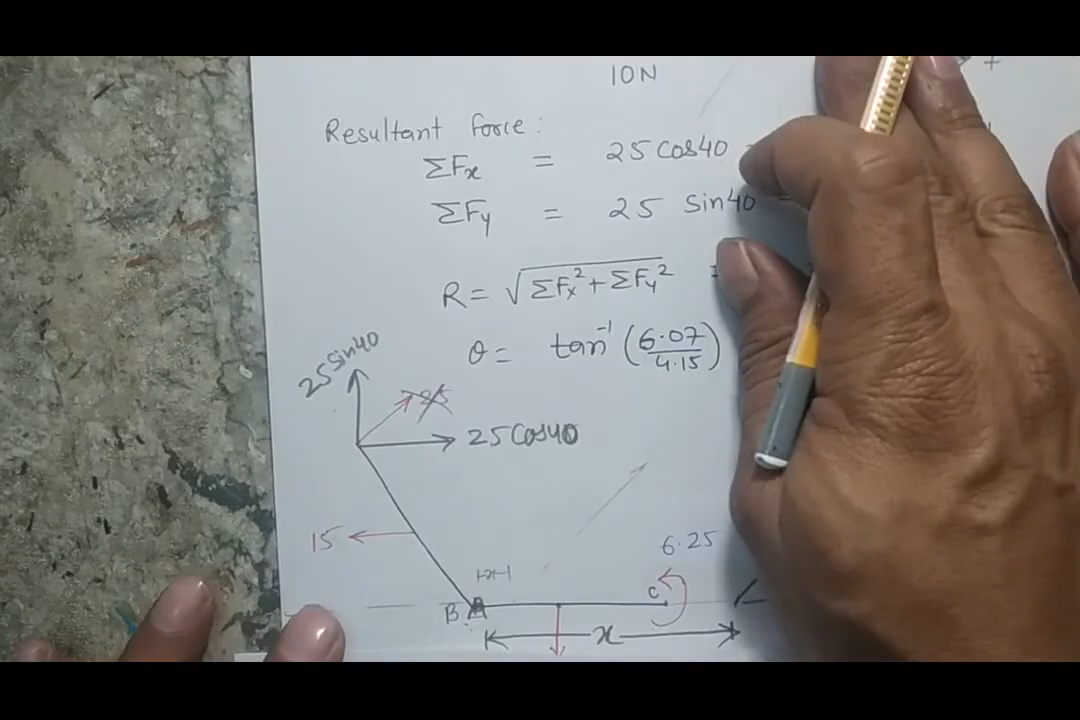 10N
+
Resultant force:
ΣFx = 25 cos40
ΣFy = 25 sin40
R = √ΣFx² + ΣFy² =
θ = tan⁻¹ (6.07/4.15)
25 sin40
25
25 cos40
15
6.25
B
C
x